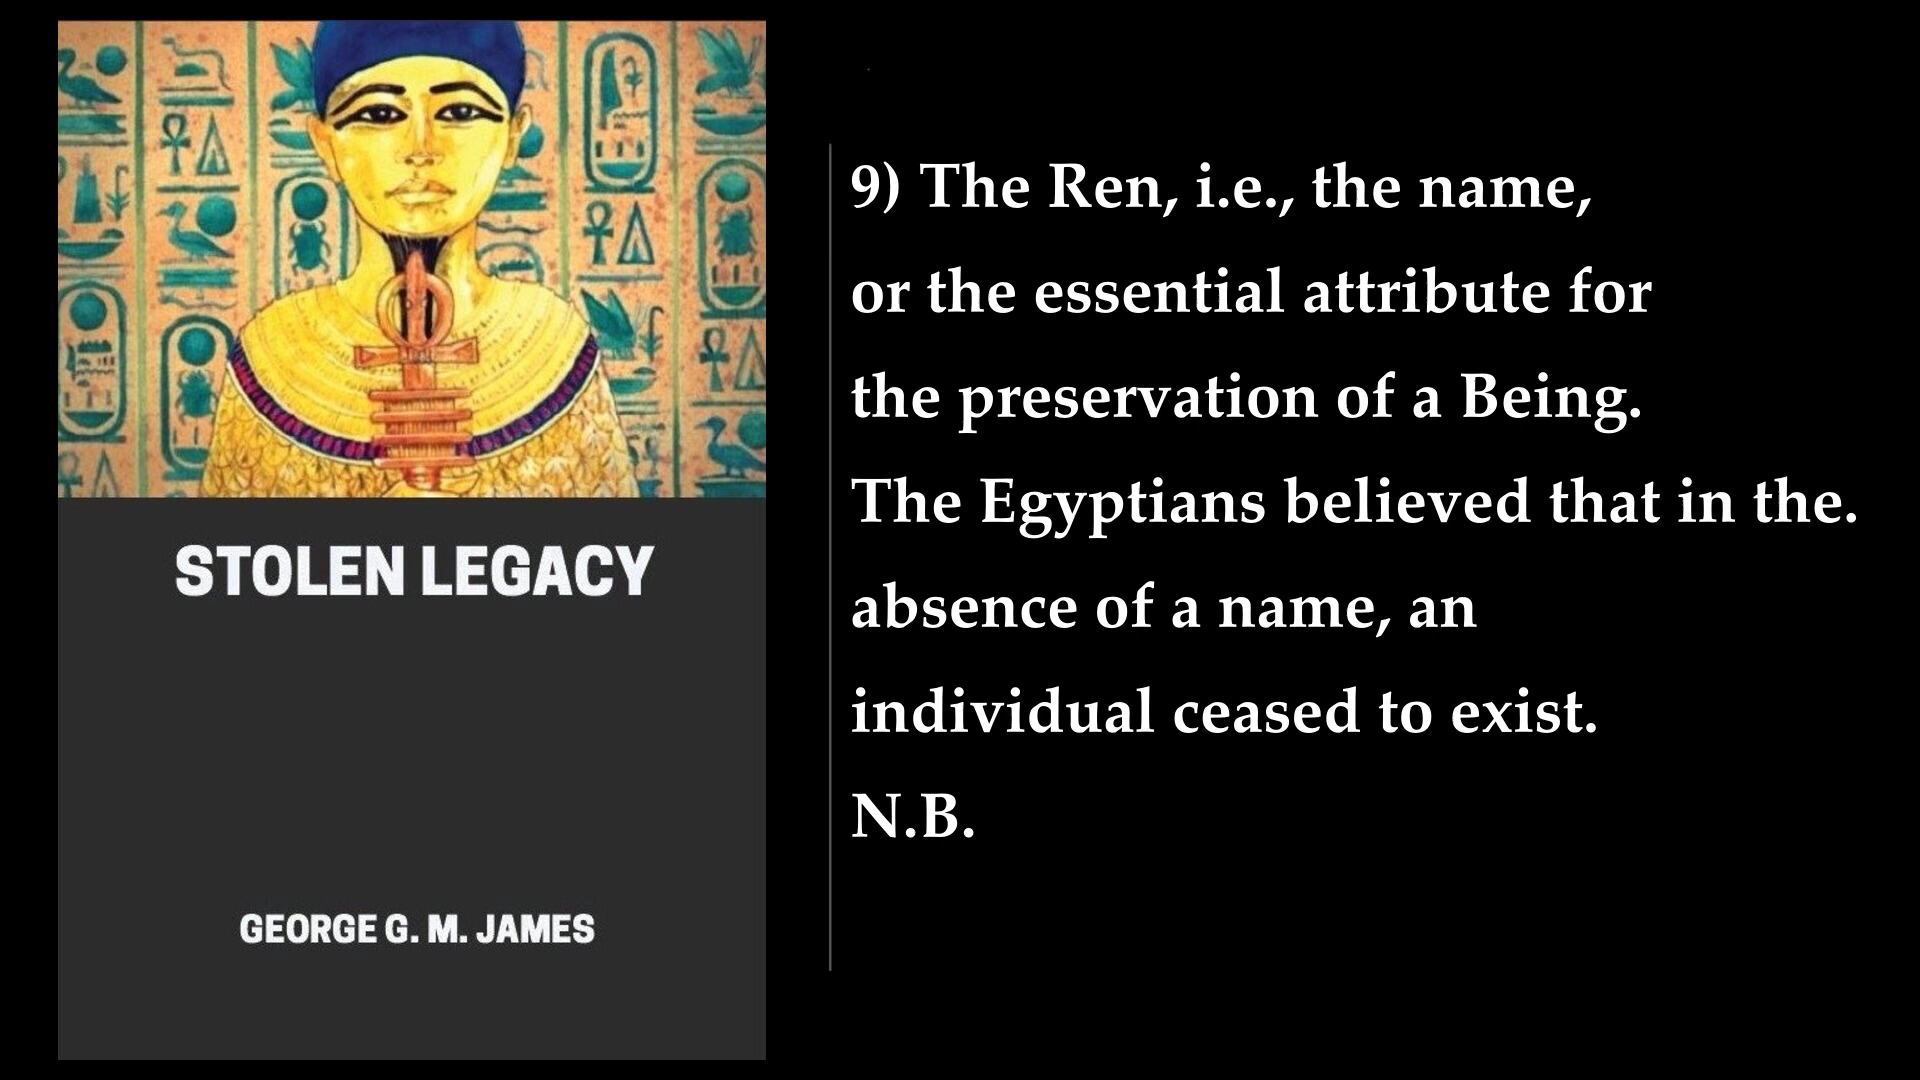 STOLEN LEGACY
GEORGE G. M. JAMES
9) The Ren, i.e., the name,
or the essential attribute for
the preservation of a Being.
The Egyptians believed that in the.
absence of a name, an
individual ceased to exist.
N.B.